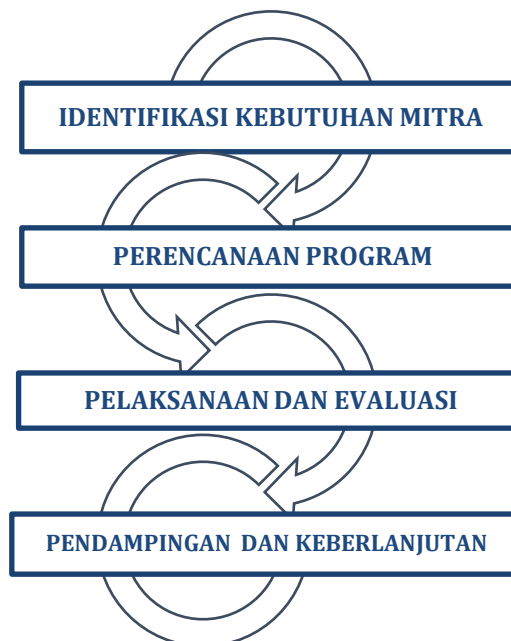 IDENTIFIKASI KEBUTUHAN MITRA
PERENCANAAN PROGRAM
PELAKSANAAN DAN EVALUASI
PENDAMPINGAN DAN KEBERLANJUTAN